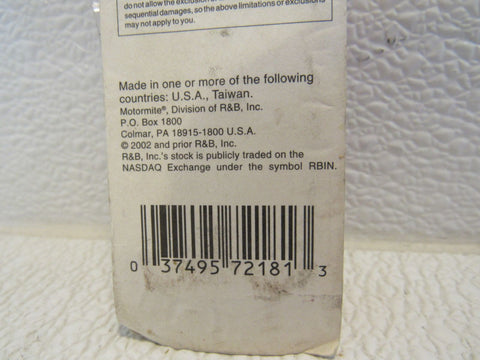 do not allow the exclusion
sequential damages, so the above limitations or exclusions
may not apply to you.
Made in one or more of the following
countries: U.S.A., Taiwan.
Motormite®, Division of R&B, Inc.
P.O. Box 1800
Colmar, PA 18915-1800 U.S.A.
© 2002 and prior R&B, Inc.
R&B, Inc.'s stock is publicly traded on the
NASDAQ Exchange under the symbol RBIN.
0 37495 72181 3